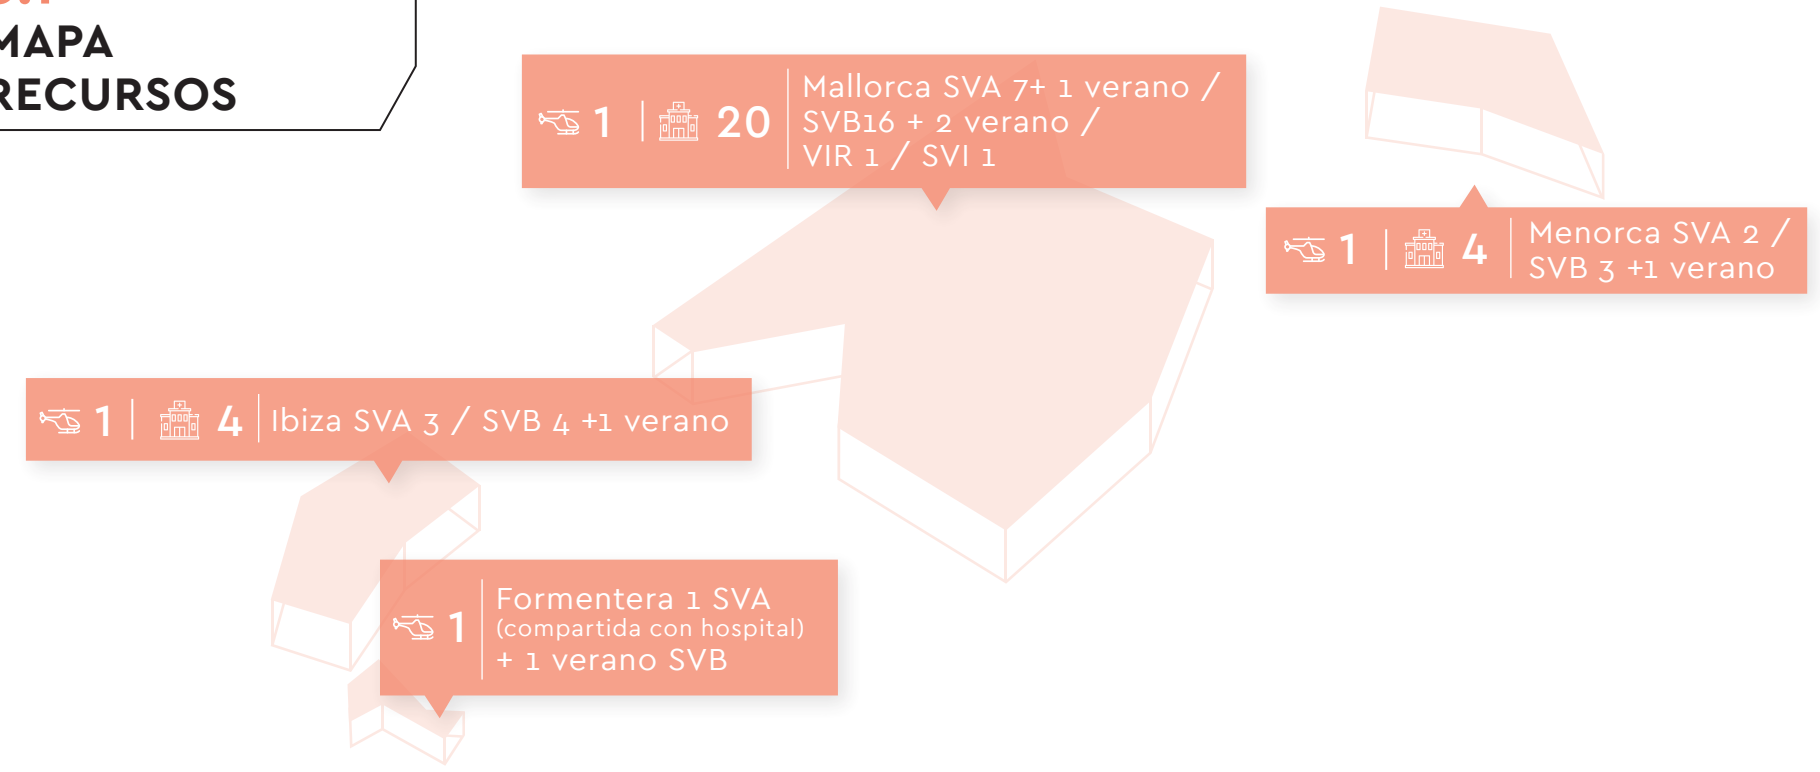 MAPA
RECURSOS
1 20 Mallorca SVA 7+ 1 verano /
SVB16 + 2 verano /
VIR 1 / SVI 1
1 4 Menorca SVA 2 /
SVB 3 +1 verano
1 4 Ibiza SVA 3 / SVB 4 +1 verano
1 Formentera 1 SVA
(compartida con hospital)
+ 1 verano SVB